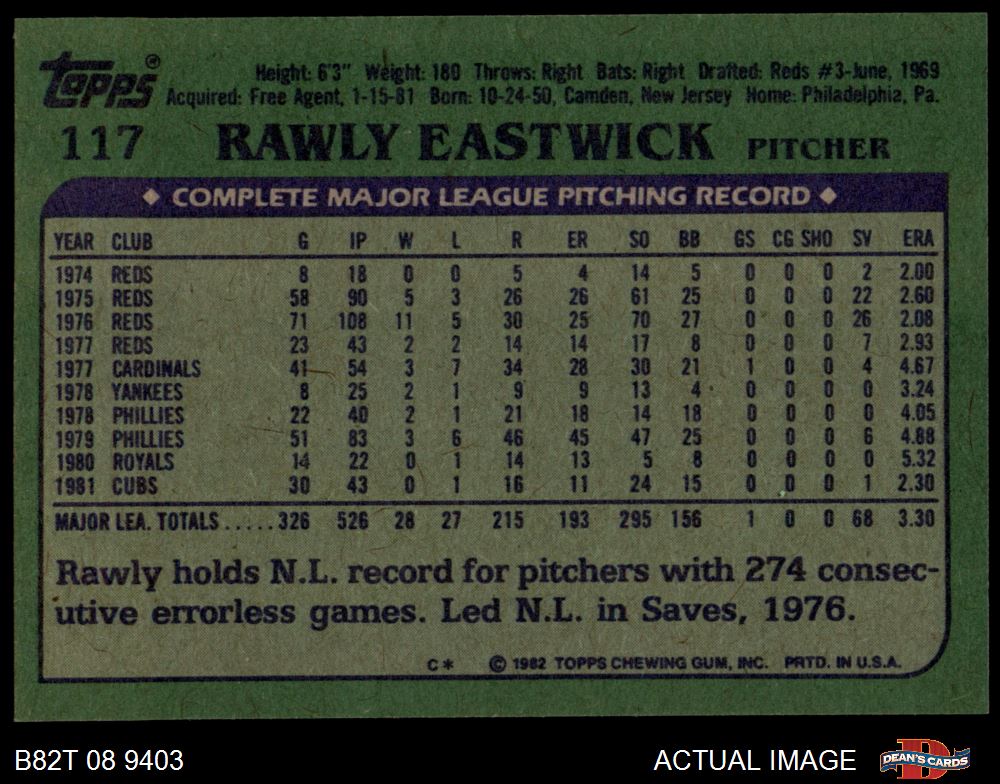 Topps® Height: 6'3" Weight: 180 Throws: Right Bats: Right Drafted: Reds #3-June, 1969
Acquired: Free Agent, 1-15-81 Born: 10-24-50, Camden, New Jersey Home: Philadelphia, Pa.
117 RAWLY EASTWICK PITCHER
◆ COMPLETE MAJOR LEAGUE PITCHING RECORD ◆
YEAR CLUB G IP W L R ER SO BB GS CG SHO SV ERA
1974 REDS 8 18 0 0 5 4 14 5 0 0 0 2 2.00
1975 REDS 58 90 5 3 26 26 61 25 0 0 0 22 2.60
1976 REDS 71 108 11 5 30 25 70 27 0 0 0 26 2.08
1977 REDS 23 43 2 2 14 14 17 8 0 0 0 7 2.93
1977 CARDINALS 41 54 3 7 34 28 30 21 1 0 0 4 4.67
1978 YANKEES 8 25 2 1 9 9 13 4 0 0 0 0 3.24
1978 PHILLIES 22 40 2 1 21 18 14 18 0 0 0 0 4.05
1979 PHILLIES 51 83 3 6 46 45 47 25 0 0 0 6 4.88
1980 ROYALS 14 22 0 1 14 13 5 8 0 0 0 0 5.32
1981 CUBS 30 43 0 1 16 11 24 15 0 0 0 1 2.30
MAJOR LEA. TOTALS.....326 526 28 27 215 193 295 156 1 0 0 68 3.30
Rawly holds N.L. record for pitchers with 274 consec-
utive errorless games. Led N.L. in Saves, 1976.
C* © 1982 TOPPS CHEWING GUM, INC. PRTD. IN U.S.A.
B82T 08 9403 ACTUAL IMAGE DEAN'S CARDS